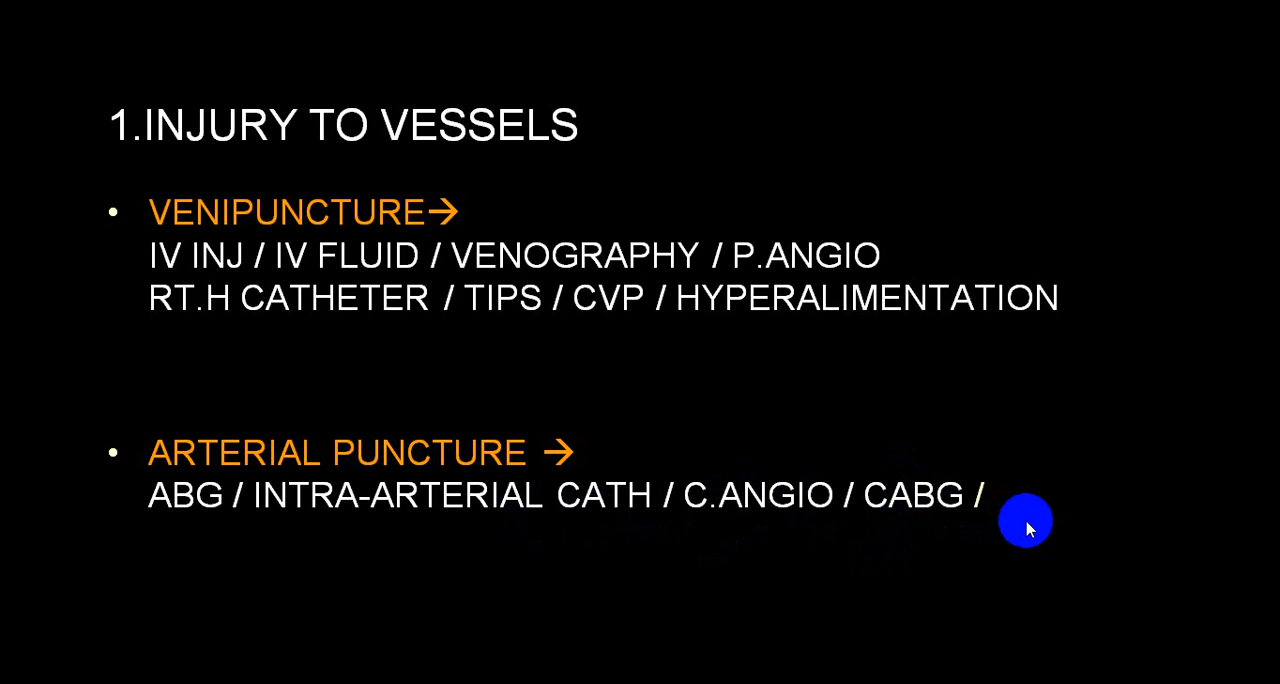 1.INJURY TO VESSELS
• VENIPUNCTURE→
IV INJ / IV FLUID / VENOGRAPHY / P.ANGIO
RT.H CATHETER / TIPS / CVP / HYPERALIMENTATION
• ARTERIAL PUNCTURE →
ABG / INTRA-ARTERIAL CATH / C.ANGIO / CABG /